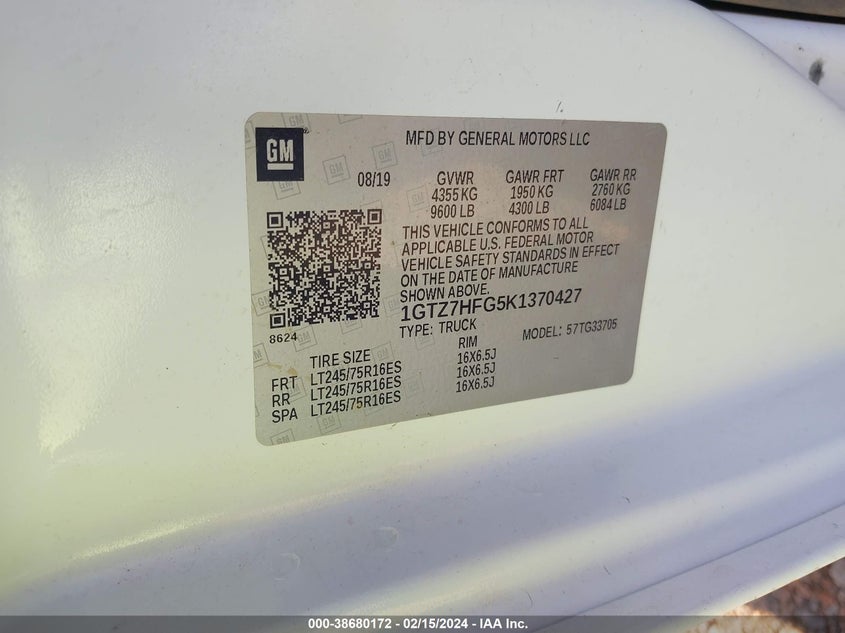 GM
MFD BY GENERAL MOTORS LLC
08/19
GVWR GAWR FRT GAWR RR
4355 KG 1950 KG 2760 KG
9600 LB 4300 LB 6084 LB
THIS VEHICLE CONFORMS TO ALL
APPLICABLE U.S. FEDERAL MOTOR
VEHICLE SAFETY STANDARDS IN EFFECT
ON THE DATE OF MANUFACTURE
SHOWN ABOVE.
1GTZ7HFG5K1370427
8624
TYPE: TRUCK MODEL: 57TG33705
TIRE SIZE RIM
FRT LT245/75R16ES 16X6.5J
RR LT245/75R16ES 16X6.5J
SPA LT245/75R16ES 16X6.5J
000-38680172 - 02/15/2024 - IAA Inc.